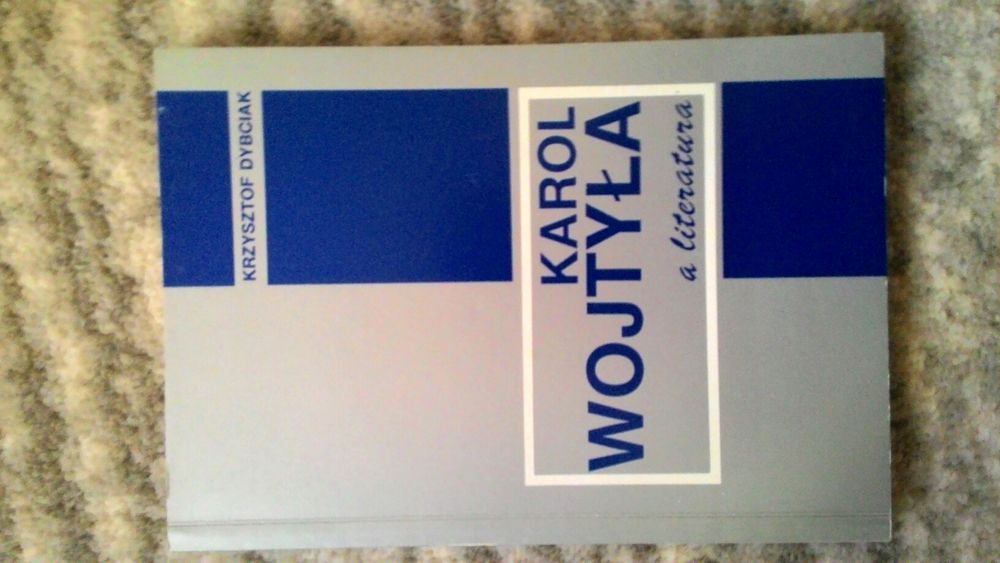 KRZYSZTOF DYBCIAK
KAROL
WOJTYŁA
a literatura